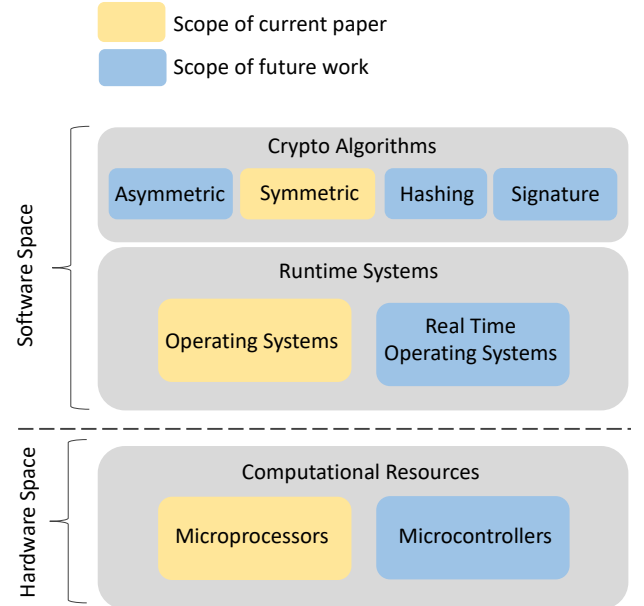 Scope of current paper
Scope of future work
Software Space
Crypto Algorithms
Asymmetric
Symmetric
Hashing
Signature
Runtime Systems
Operating Systems
Real Time
Operating Systems
Hardware Space
Computational Resources
Microprocessors
Microcontrollers